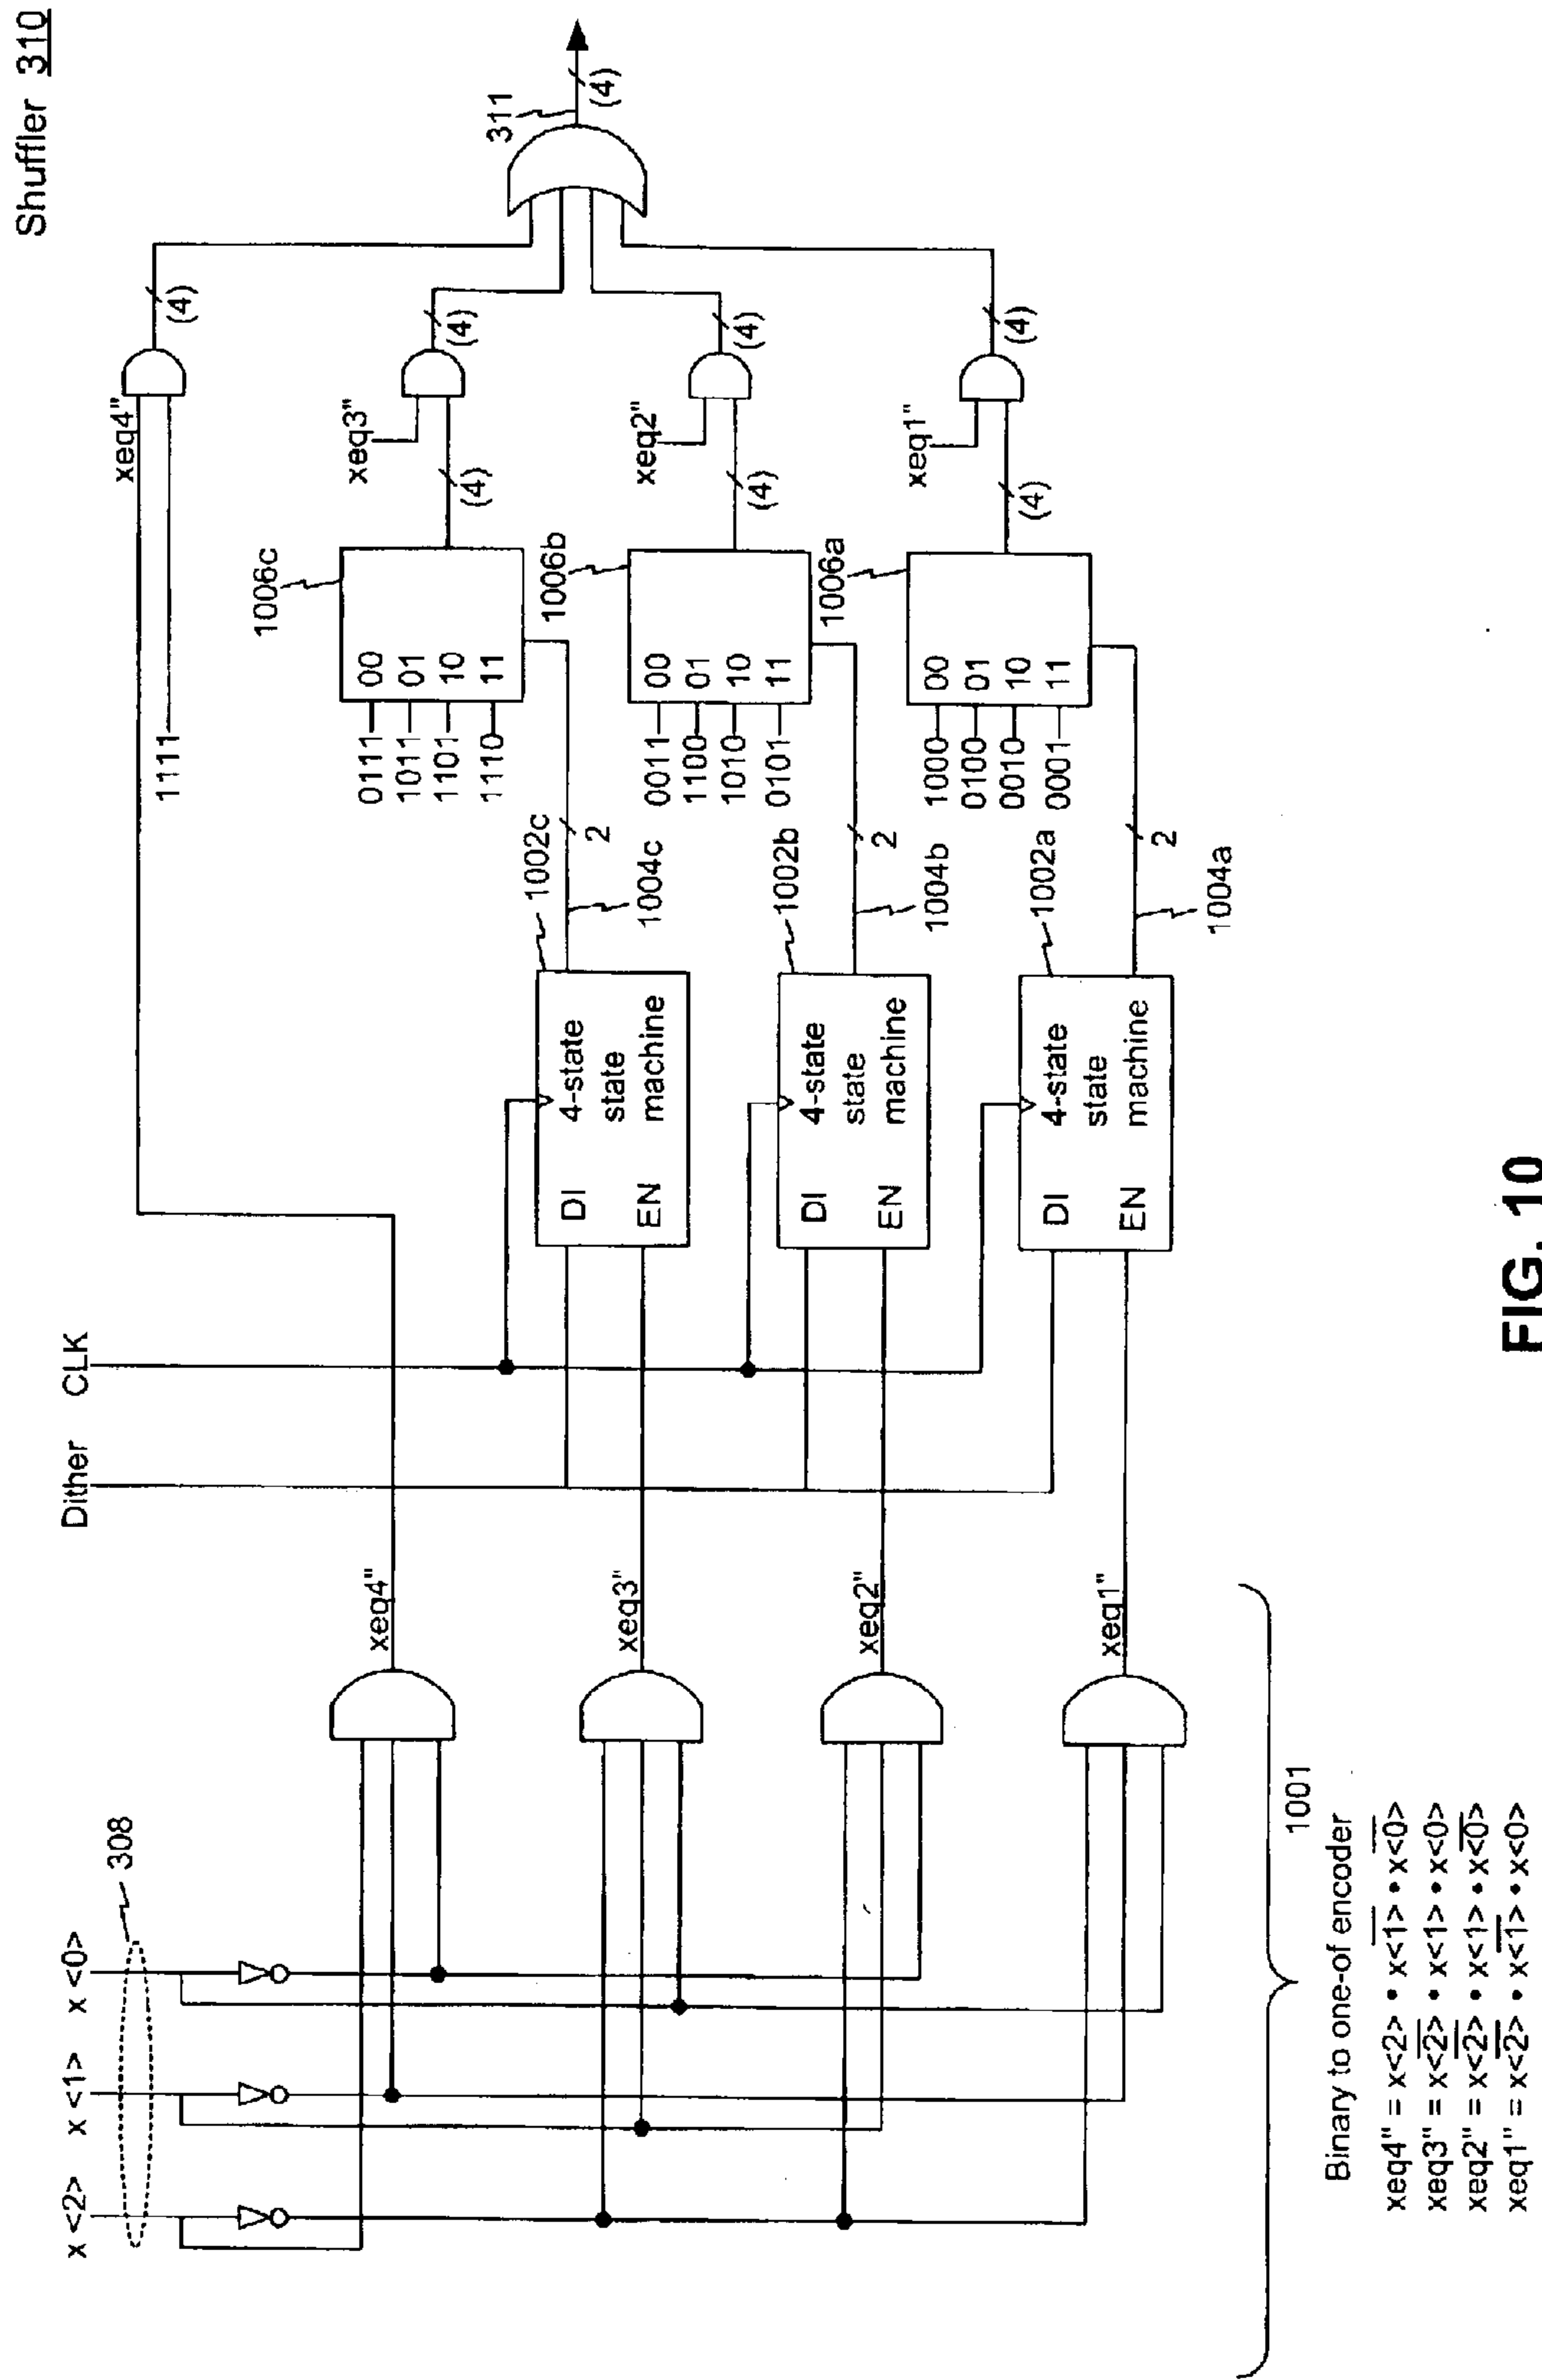 Shuffler 310
x <2>
x <1>
x <0>
308
Dither
CLK
xeq4"
xeq3"
xeq2"
xeq1"
DI
EN
4-state
state
machine
1002c
1004c
2
DI
EN
4-state
state
machine
1002b
1004b
2
DI
EN
4-state
state
machine
1002a
1004a
2
1111
xeq4"
(4)
0111
1011
1101
1110
00
01
10
11
1006c
(4)
xeq3"
(4)
0011
1100
1010
0101
00
01
10
11
1006b
(4)
xeq2"
(4)
1000
0100
0010
0001
00
01
10
11
1006a
(4)
xeq1"
(4)
311
(4)
1001
Binary to one-of encoder
xeq4" = x<2> • x<1̅> • x<0̅>
xeq3" = x<2̅> • x<1> • x<0>
xeq2" = x<2̅> • x<1> • x<0̅>
xeq1" = x<2̅> • x<1̅> • x<0>
FIG. 10